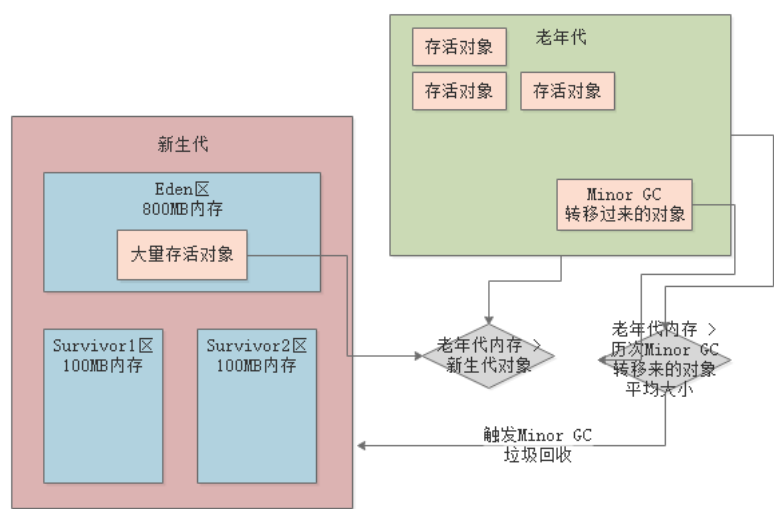 老年代
存活对象
存活对象
存活对象
Minor GC
转移过来的对象
新生代
Eden区
800MB内存
大量存活对象
Survivor1区
100MB内存
Survivor2区
100MB内存
老年代内存 >
新生代对象
老年代内存 >
历次Minor GC
转移来的对象
平均大小
触发Minor GC
垃圾回收